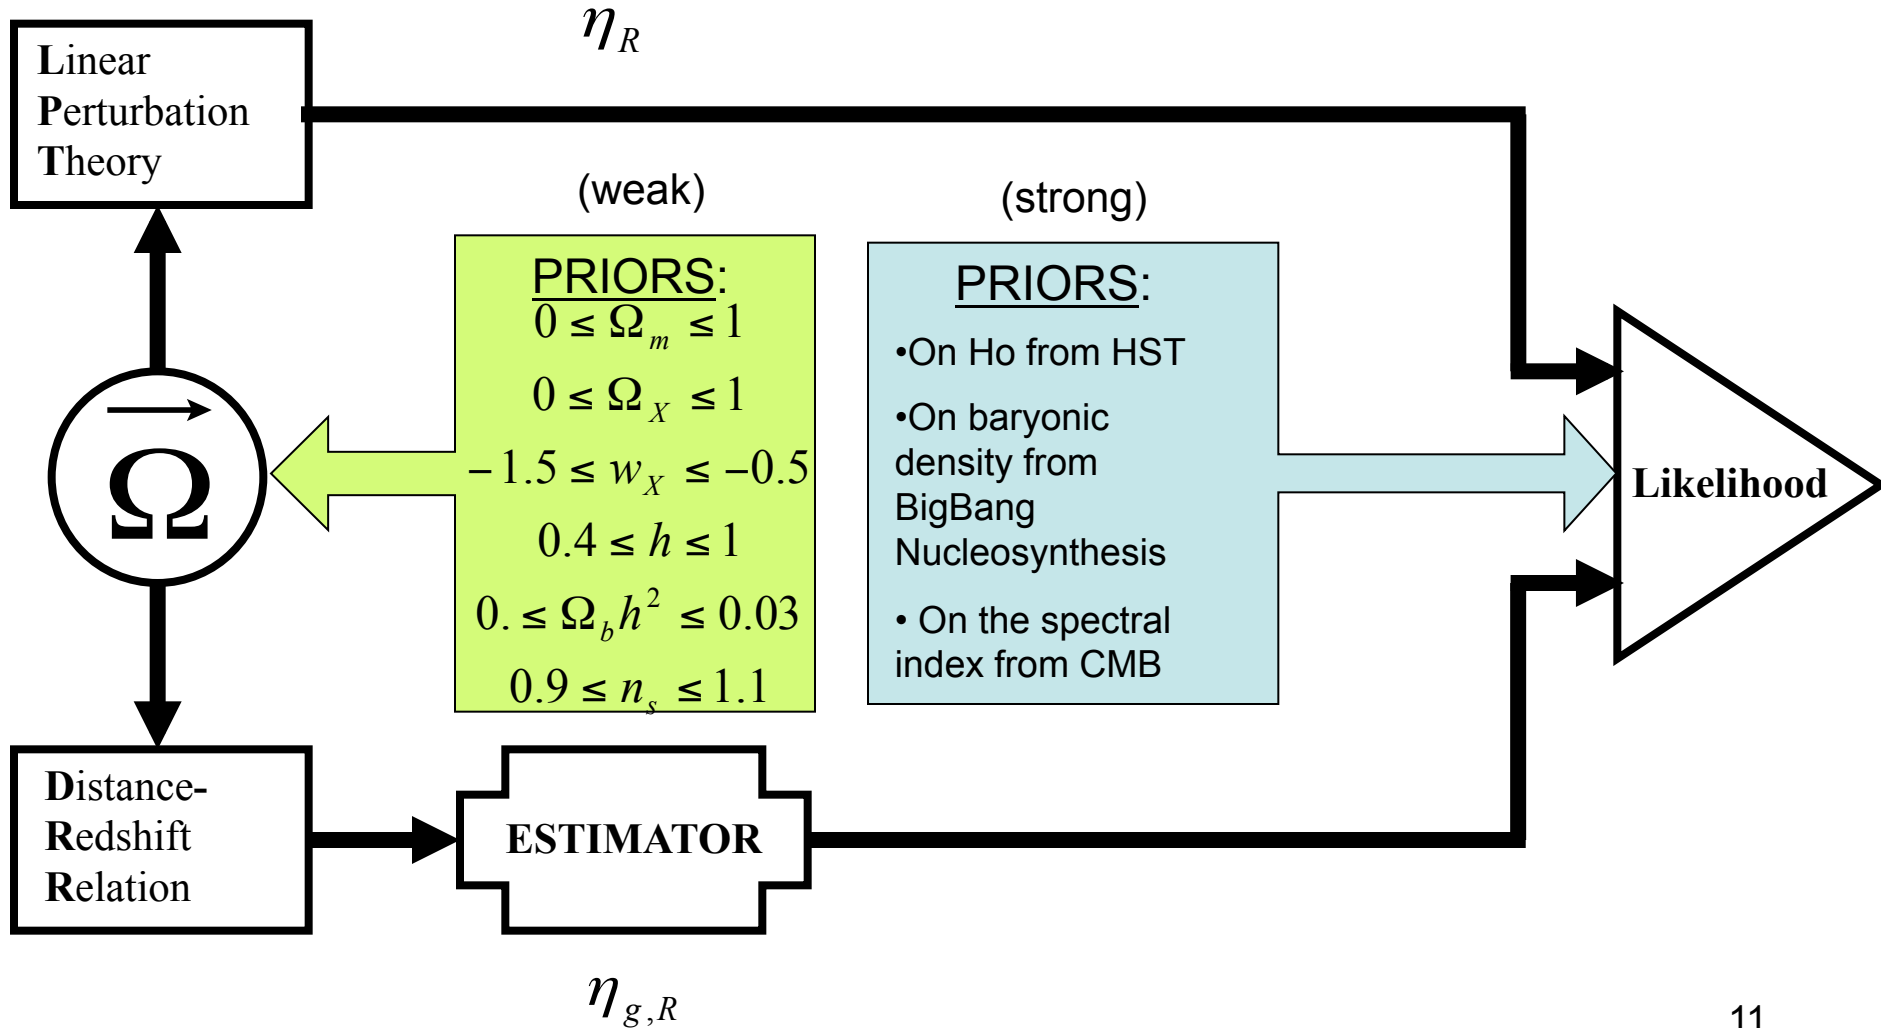 η_R
Linear
Perturbation
Theory
(weak)
(strong)
PRIORS:
0 ≤ Ω_m ≤ 1
0 ≤ Ω_X ≤ 1
−1.5 ≤ w_X ≤ −0.5
0.4 ≤ h ≤ 1
0. ≤ Ω_b h² ≤ 0.03
0.9 ≤ n_s ≤ 1.1
PRIORS:
•On Ho from HST
•On baryonic
density from
BigBang
Nucleosynthesis
• On the spectral
index from CMB
Ω⃗
Likelihood
Distance-
Redshift
Relation
ESTIMATOR
η_{g,R}
11